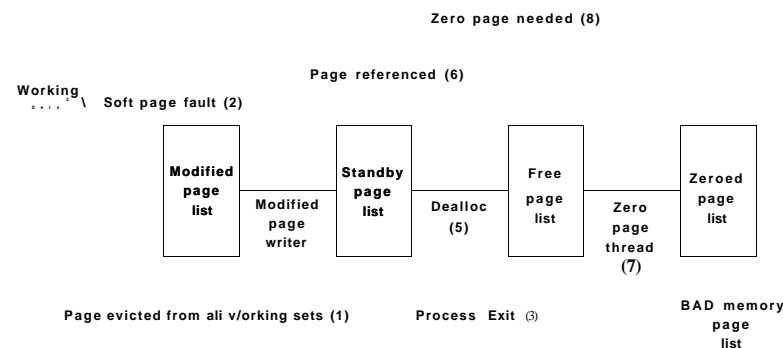 Zero page needed (8)
Page referenced (6)
Working
Soft page fault (2)
Modified
page
list
Modified
page
writer
Standby
page
list
Dealloc
(5)
Free
page
list
Zero
page
thread
(7)
Zeroed
page
list
Page evicted from ali v/orking sets (1)
Process Exit (3)
BAD memory
page
list